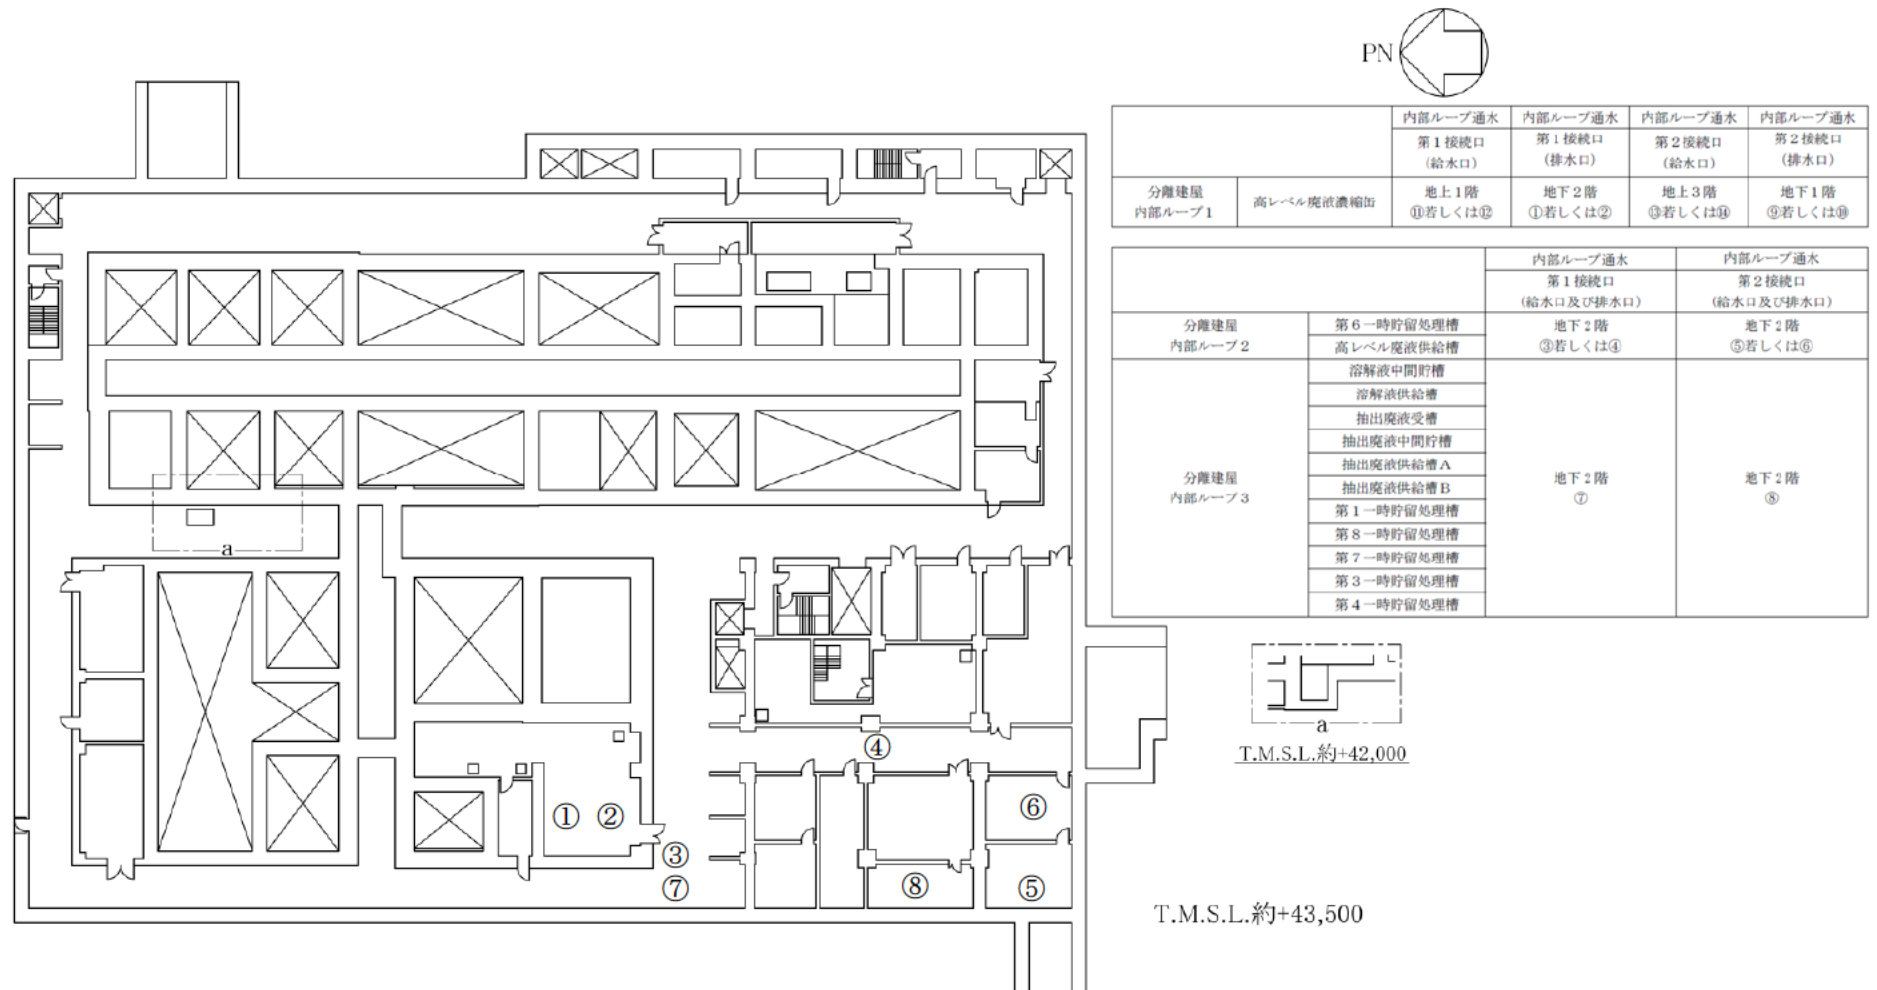 PN
内部ループ通水 内部ループ通水 内部ループ通水 内部ループ通水
第1接続口 第1接続口 第2接続口 第2接続口
(給水口) (排水口) (給水口) (排水口)
分離建屋 高レベル廃液濃縮缶 地上1階 地下2階 地上3階 地下1階
内部ループ1 ⑪若しくは⑫ ①若しくは② ⑬若しくは⑭ ⑨若しくは⑩
内部ループ通水 内部ループ通水
第1接続口 第2接続口
(給水口及び排水口) (給水口及び排水口)
分離建屋 第6一時貯留処理槽 地下2階 地下2階
内部ループ2 高レベル廃液供給槽 ③若しくは④ ⑤若しくは⑥
溶解液中間貯槽
溶解液供給槽
抽出廃液受槽
抽出廃液中間貯槽
抽出廃液供給槽A
分離建屋 地下2階 地下2階
内部ループ3 ⑦ ⑧
抽出廃液供給槽B
第1一時貯留処理槽
第8一時貯留処理槽
第7一時貯留処理槽
第3一時貯留処理槽
第4一時貯留処理槽
a
a
T.M.S.L.約+42,000
④
① ②
⑥
③
⑦
⑧
⑤
T.M.S.L.約+43,500